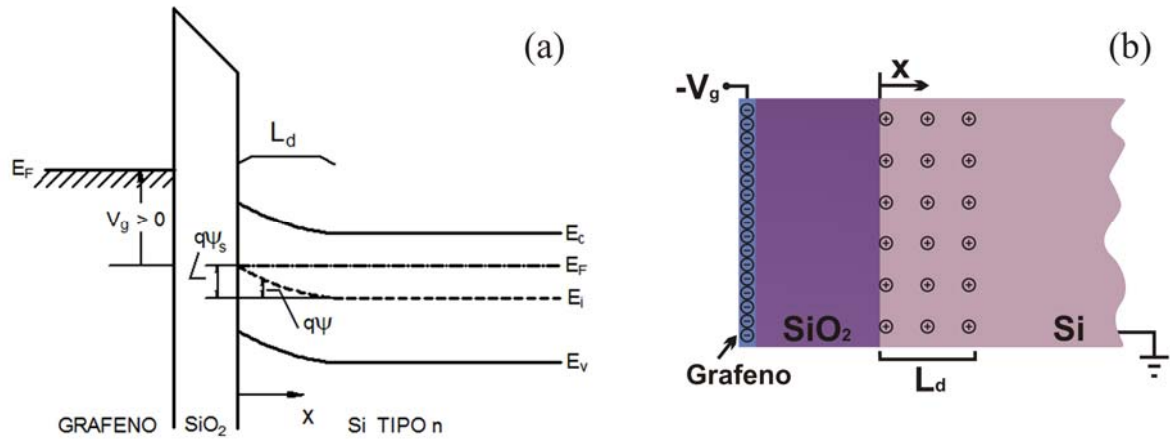 (a)
L_d
E_F
V_g > 0
qΨ_s
qΨ
E_c
E_F
E_i
E_v
X
GRAFENO SiO₂ Si TIPO n
(b)
-V_g
X
SiO₂
Si
Grafeno
L_d